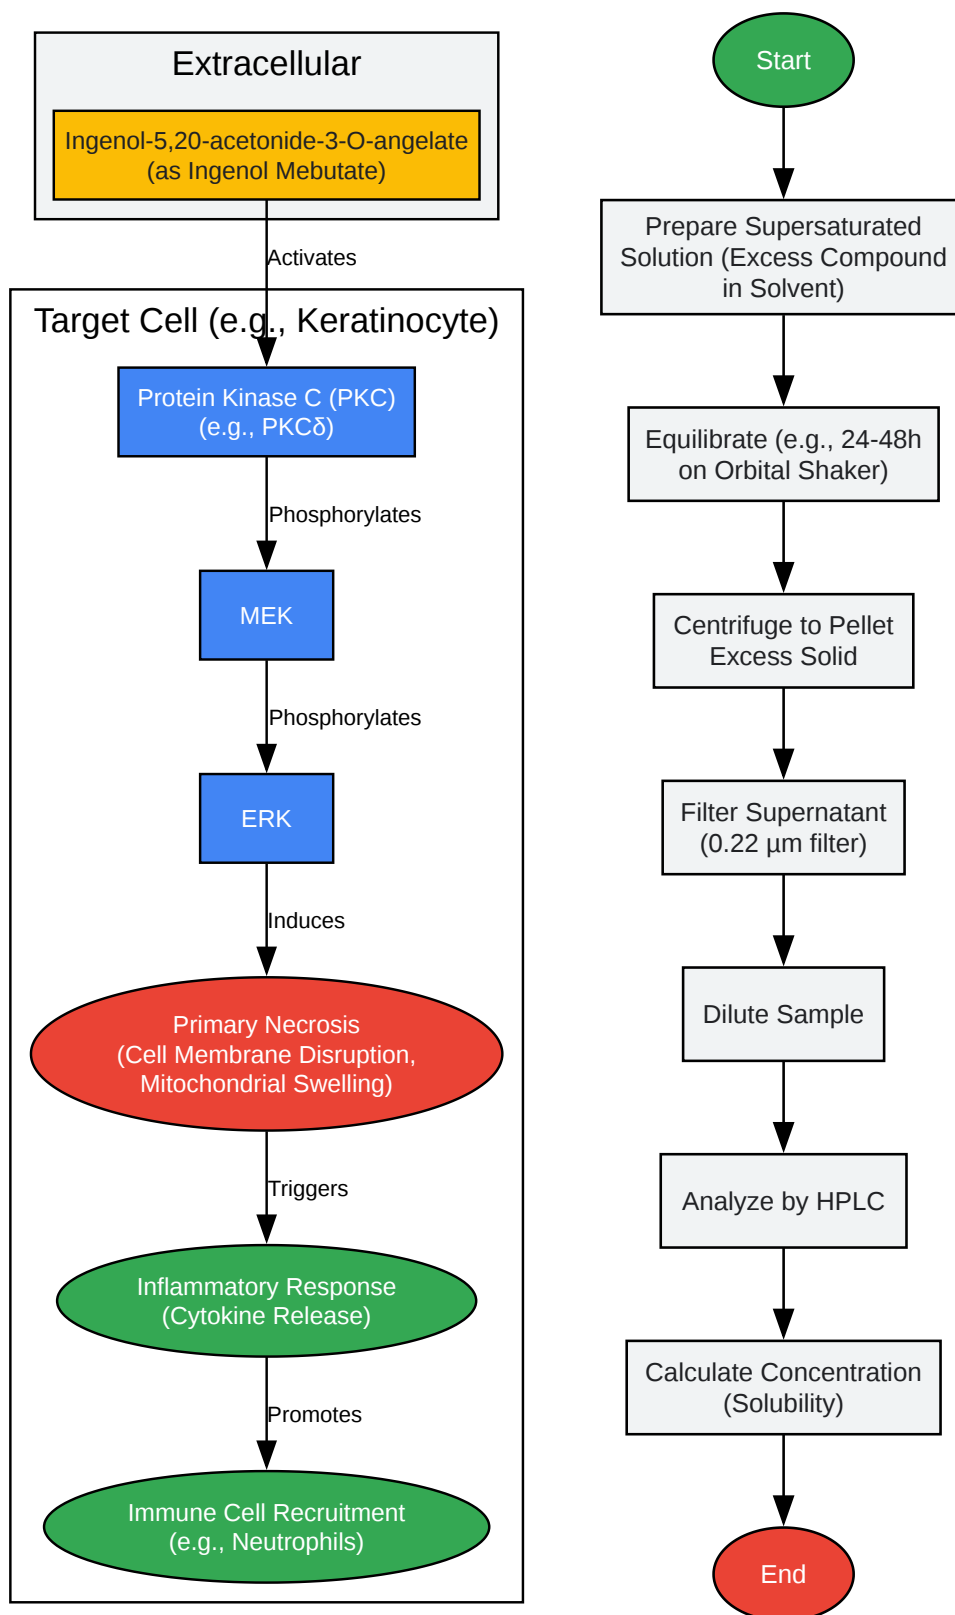 Extracellular
Ingenol-5,20-acetonide-3-O-angelate
(as Ingenol Mebutate)
Activates
Target Cell (e.g., Keratinocyte)
Protein Kinase C (PKC)
(e.g., PKCδ)
Phosphorylates
MEK
Phosphorylates
ERK
Induces
Primary Necrosis
(Cell Membrane Disruption,
Mitochondrial Swelling)
Triggers
Inflammatory Response
(Cytokine Release)
Promotes
Immune Cell Recruitment
(e.g., Neutrophils)
Start
Prepare Supersaturated
Solution (Excess Compound
in Solvent)
Equilibrate (e.g., 24-48h
on Orbital Shaker)
Centrifuge to Pellet
Excess Solid
Filter Supernatant
(0.22 µm filter)
Dilute Sample
Analyze by HPLC
Calculate Concentration
(Solubility)
End